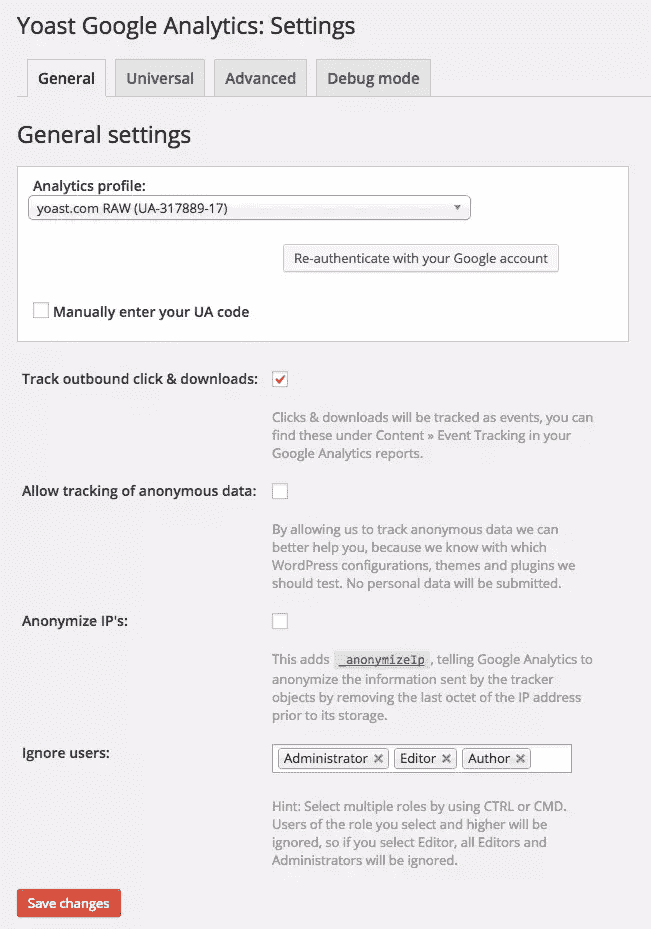 Yoast Google Analytics: Settings
General Universal Advanced Debug mode
General settings
Analytics profile:
yoast.com RAW (UA-317889-17)
Re-authenticate with your Google account
Manually enter your UA code
Track outbound click & downloads:
Clicks & downloads will be tracked as events, you can
find these under Content » Event Tracking in your
Google Analytics reports.
Allow tracking of anonymous data:
By allowing us to track anonymous data we can
better help you, because we know with which
WordPress configurations, themes and plugins we
should test. No personal data will be submitted.
Anonymize IP's:
This adds _anonymizeIp, telling Google Analytics to
anonymize the information sent by the tracker
objects by removing the last octet of the IP address
prior to its storage.
Ignore users:
Administrator × Editor × Author ×
Hint: Select multiple roles by using CTRL or CMD.
Users of the role you select and higher will be
ignored, so if you select Editor, all Editors and
Administrators will be ignored.
Save changes